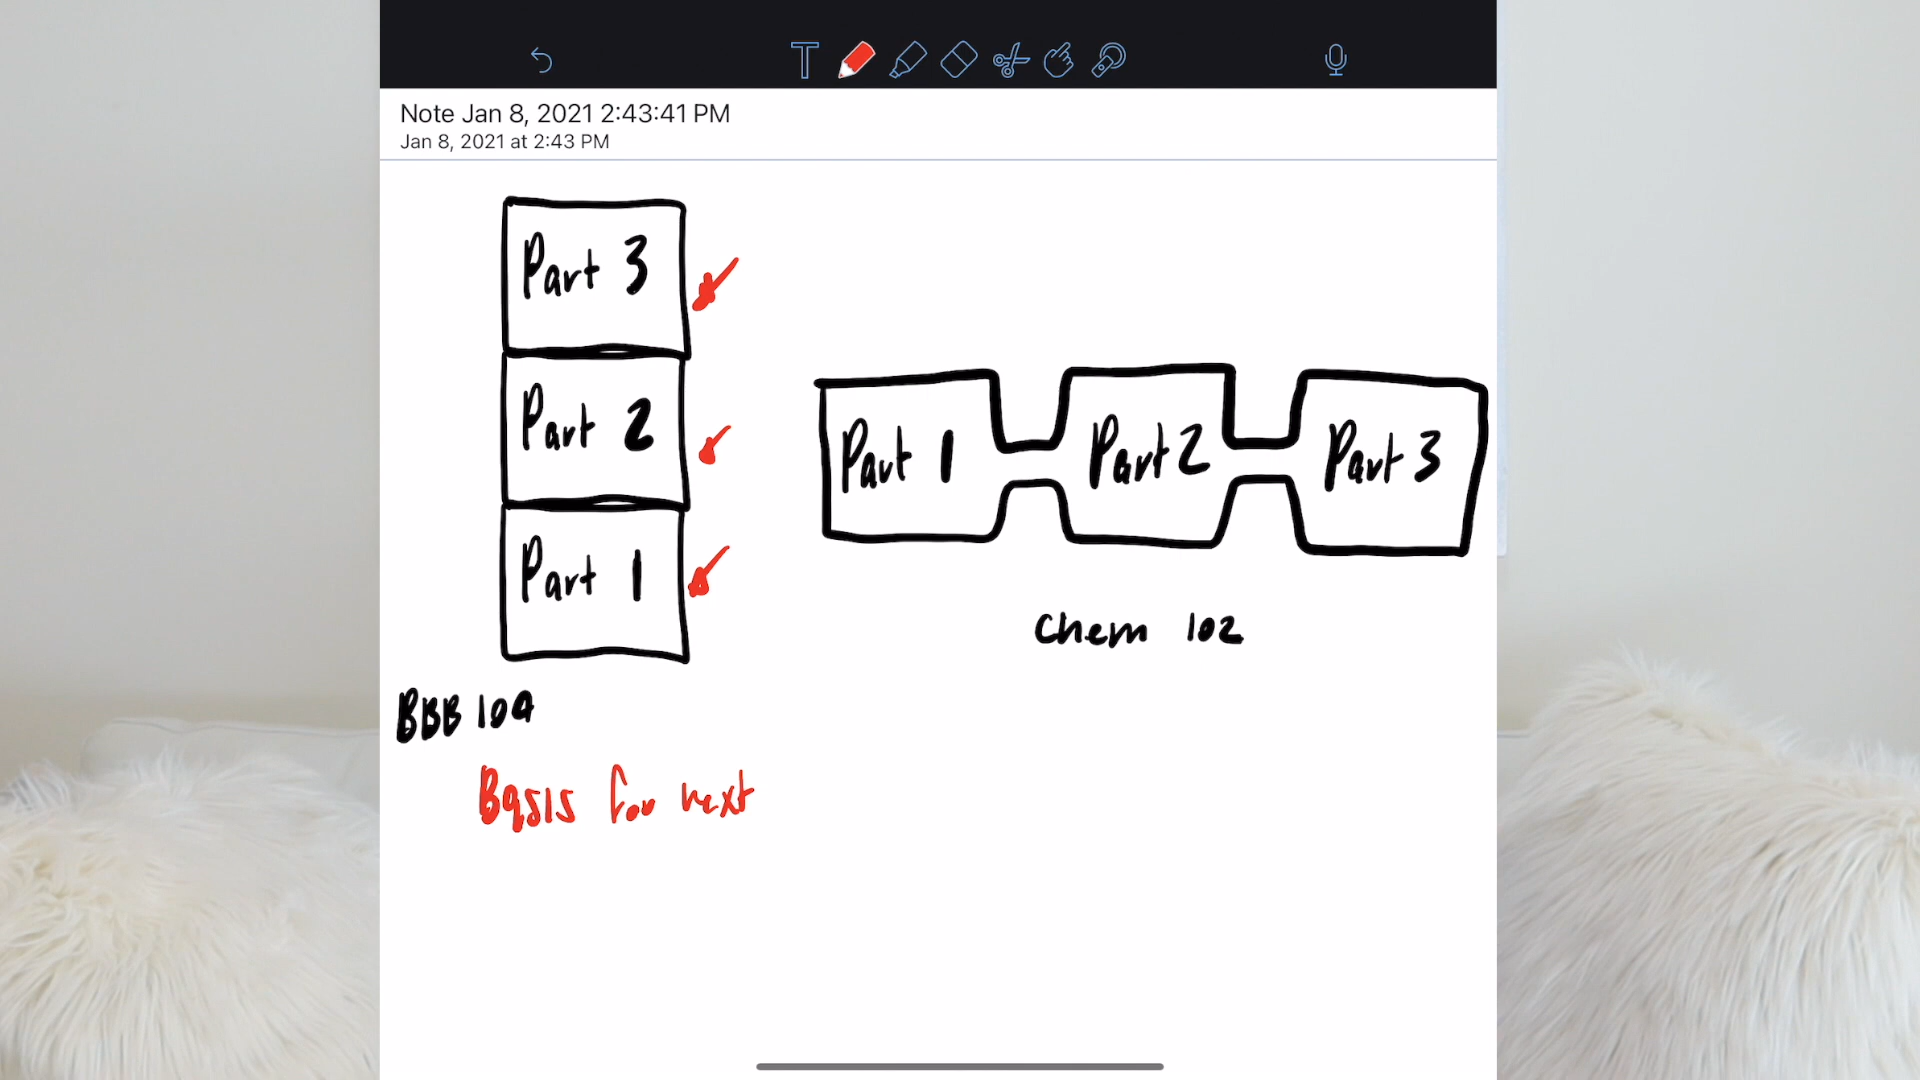 Note Jan 8, 2021 2:43:41 PM
Jan 8, 2021 at 2:43 PM
Part 3
Part 2
Part 1
BBB 109
Basis for next
Part 1 Part 2 Part 3
Chem 102